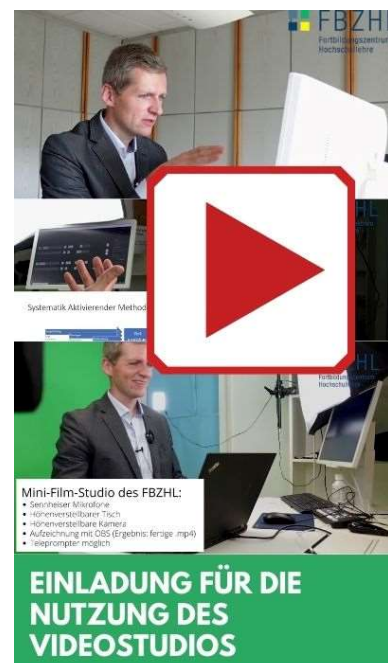 FBZHL
Fortbildungszentrum
Hochschullehre
Systematik Aktivierender Method
Fortbildungszentrum
Hochschullehre
Mini-Film-Studio des FBZHL:
• Sennheiser Mikrofone
• Höhenverstellbarer Tisch
• Höhenverstellbare Kamera
• Aufzeichnung mit OBS (Ergebnis: fertige .mp4)
• Teleprompter möglich
EINLADUNG FÜR DIE
NUTZUNG DES
VIDEOSTUDIOS